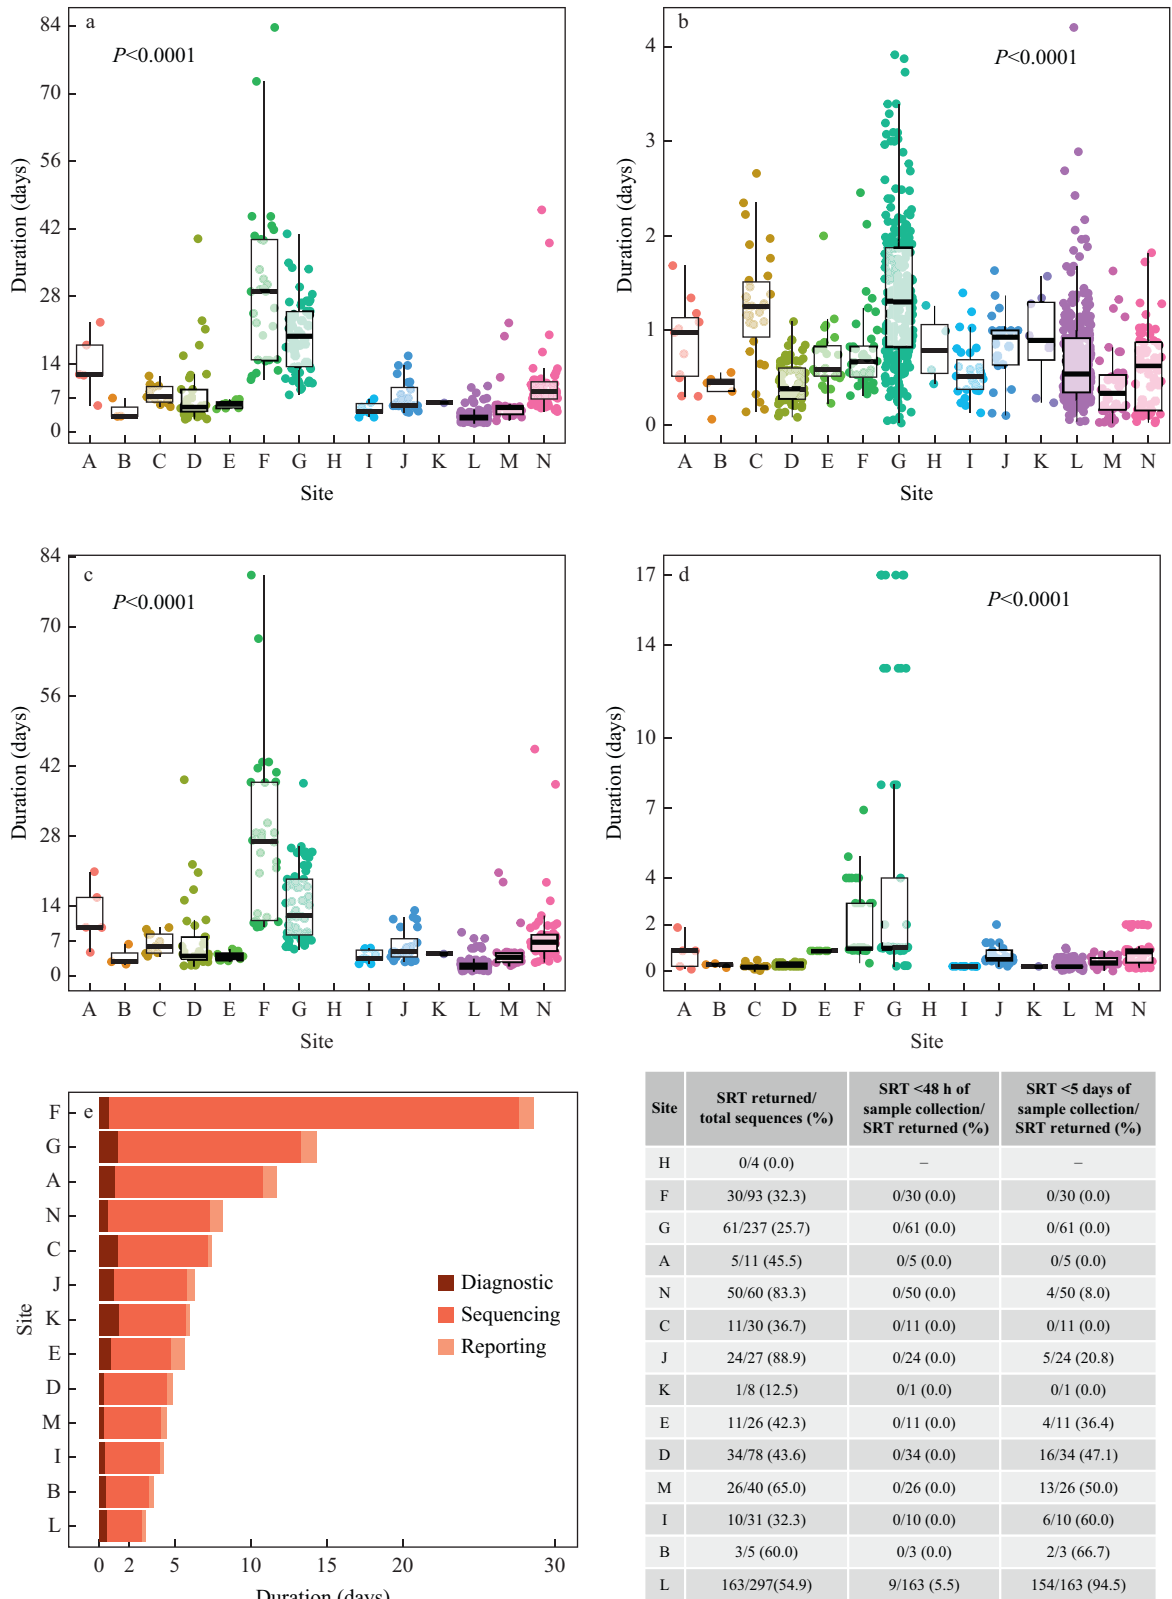 a
P<0.0001
Duration (days)
84
70
56
42
28
14
7
0
A B C D E F G H I J K L M N
Site
b
P<0.0001
Duration (days)
4
3
2
1
0
A B C D E F G H I J K L M N
Site
c
P<0.0001
Duration (days)
84
70
56
42
28
14
7
0
A B C D E F G H I J K L M N
Site
d
P<0.0001
Duration (days)
17
14
10
7
4
2
0
A B C D E F G H I J K L M N
Site
e
Site
F
G
A
N
C
J
K
E
D
M
I
B
L
Diagnostic
Sequencing
Reporting
0 2 5 10 15 20 30
Duration (days)
Site SRT returned/ total sequences (%) SRT <48 h of sample collection/ SRT returned (%) SRT <5 days of sample collection/ SRT returned (%)
H 0/4 (0.0) – –
F 30/93 (32.3) 0/30 (0.0) 0/30 (0.0)
G 61/237 (25.7) 0/61 (0.0) 0/61 (0.0)
A 5/11 (45.5) 0/5 (0.0) 0/5 (0.0)
N 50/60 (83.3) 0/50 (0.0) 4/50 (8.0)
C 11/30 (36.7) 0/11 (0.0) 0/11 (0.0)
J 24/27 (88.9) 0/24 (0.0) 5/24 (20.8)
K 1/8 (12.5) 0/1 (0.0) 0/1 (0.0)
E 11/26 (42.3) 0/11 (0.0) 4/11 (36.4)
D 34/78 (43.6) 0/34 (0.0) 16/34 (47.1)
M 26/40 (65.0) 0/26 (0.0) 13/26 (50.0)
I 10/31 (32.3) 0/10 (0.0) 6/10 (60.0)
B 3/5 (60.0) 0/3 (0.0) 2/3 (66.7)
L 163/297(54.9) 9/163 (5.5) 154/163 (94.5)